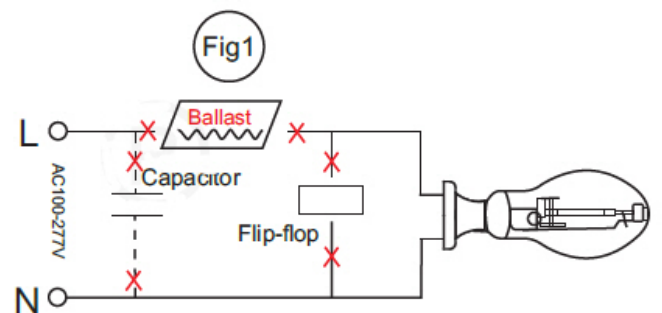 Fig1
Ballast
L
AC100-277V
Capacitor
Flip-flop
N